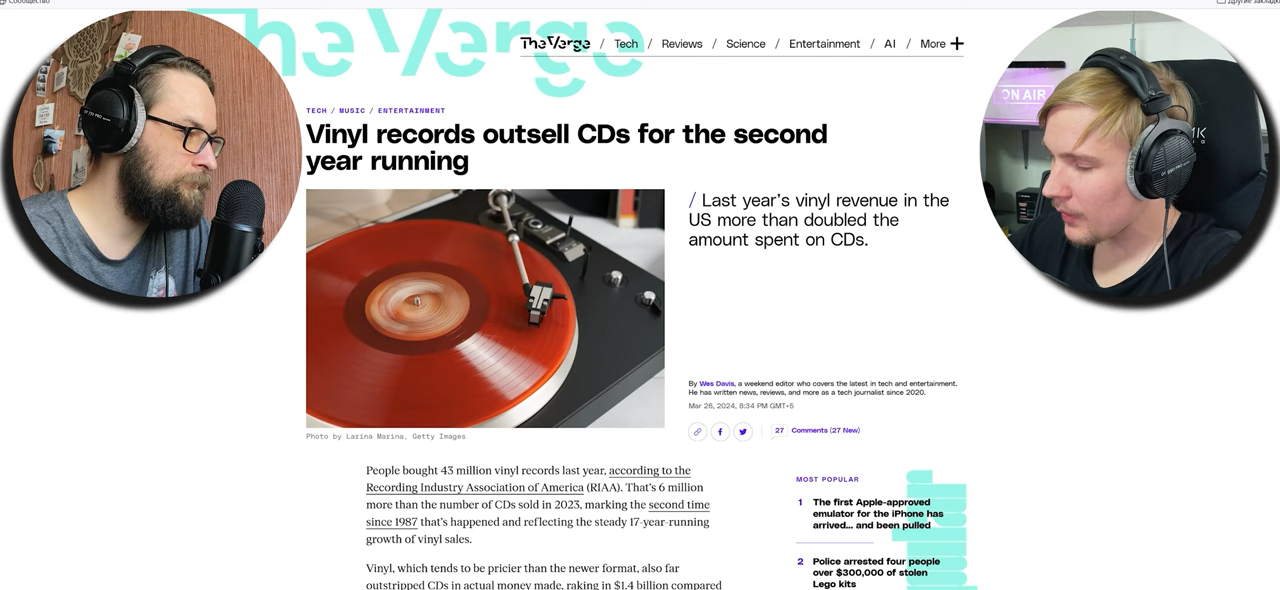 Сообщество
Другие закладки
The Verge
The Verge / Tech / Reviews / Science / Entertainment / AI / More +
TECH / MUSIC / ENTERTAINMENT
Vinyl records outsell CDs for the second
year running
ON AIR
/ Last year’s vinyl revenue in the
US more than doubled the
amount spent on CDs.
By Wes Davis, a weekend editor who covers the latest in tech and entertainment.
He has written news, reviews, and more as a tech journalist since 2020.
Mar 26, 2024, 8:34 PM GMT+5
27 Comments (27 New)
Photo by Larina Marina, Getty Images
People bought 43 million vinyl records last year, according to the
Recording Industry Association of America (RIAA). That’s 6 million
more than the number of CDs sold in 2023, marking the second time
since 1987 that’s happened and reflecting the steady 17-year-running
growth of vinyl sales.
Vinyl, which tends to be pricier than the newer format, also far
outstripped CDs in actual money made, raking in $1.4 billion compared
MOST POPULAR
1 The first Apple-approved
emulator for the iPhone has
arrived… and been pulled
2 Police arrested four people
over $300,000 of stolen
Lego kits